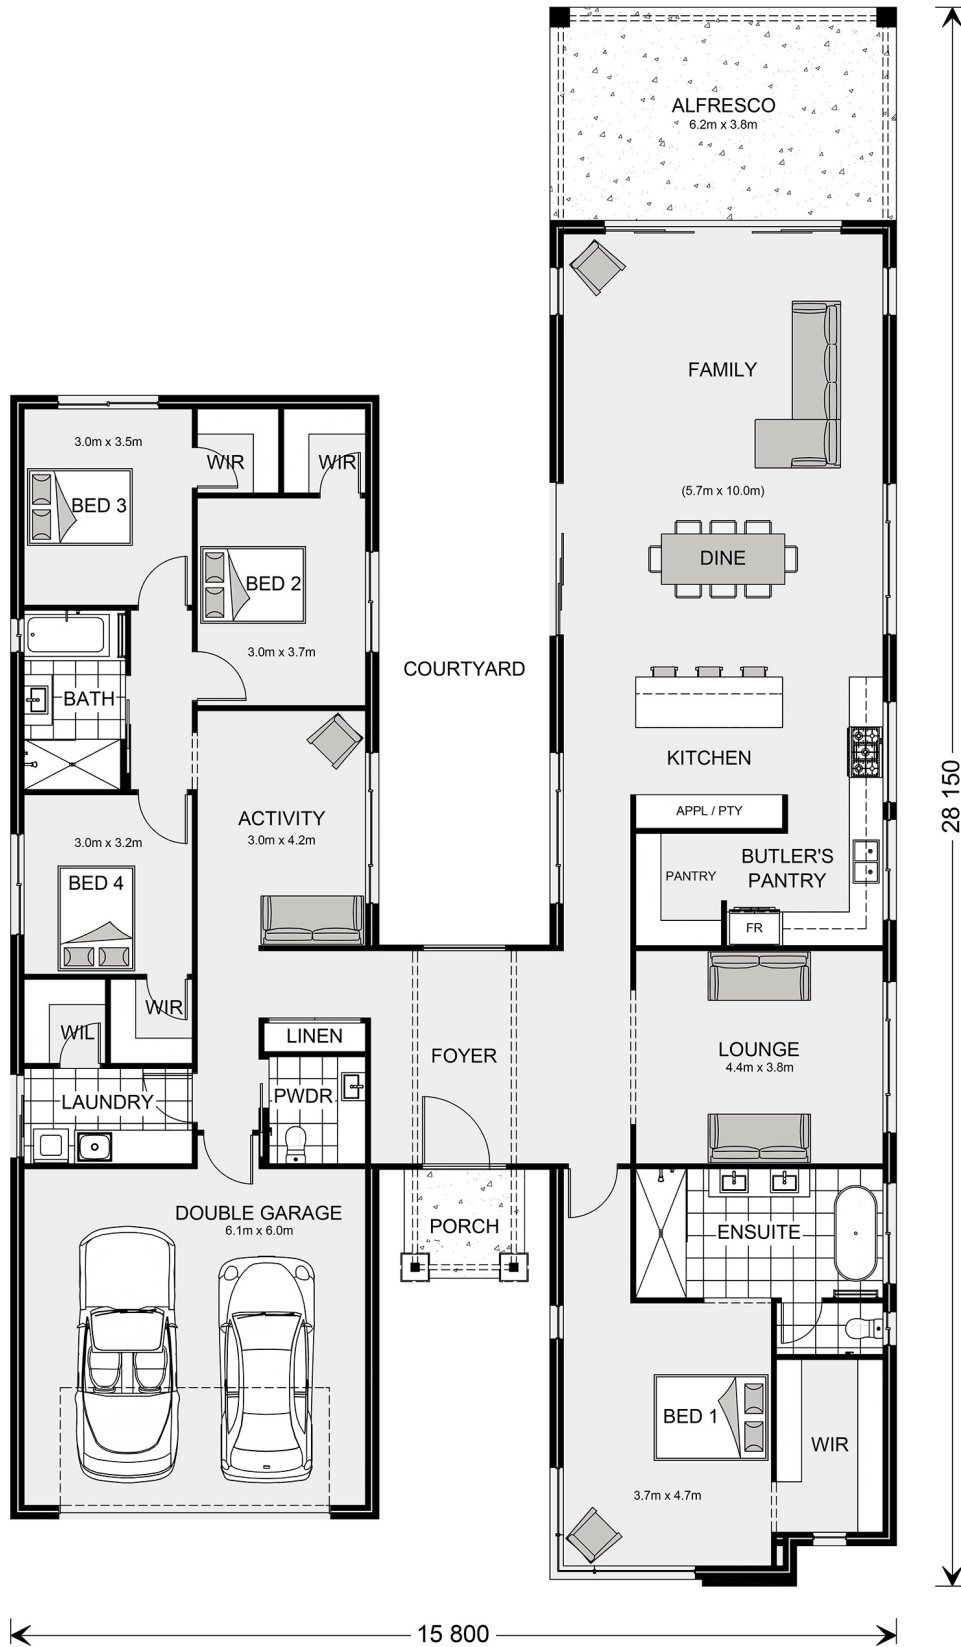 ALFRESCO
6.2m x 3.8m
FAMILY
(5.7m x 10.0m)
DINE
3.0m x 3.5m
WIR
WIR
BED 3
BED 2
3.0m x 3.7m
COURTYARD
BATH
KITCHEN
APPL / PTY
BUTLER'S
PANTRY
PANTRY
FR
ACTIVITY
3.0m x 4.2m
3.0m x 3.2m
BED 4
WIR
WIL
LINEN
FOYER
LOUNGE
4.4m x 3.8m
LAUNDRY
PWDR
DOUBLE GARAGE
6.1m x 6.0m
PORCH
ENSUITE
BED 1
WIR
3.7m x 4.7m
28 150
15 800